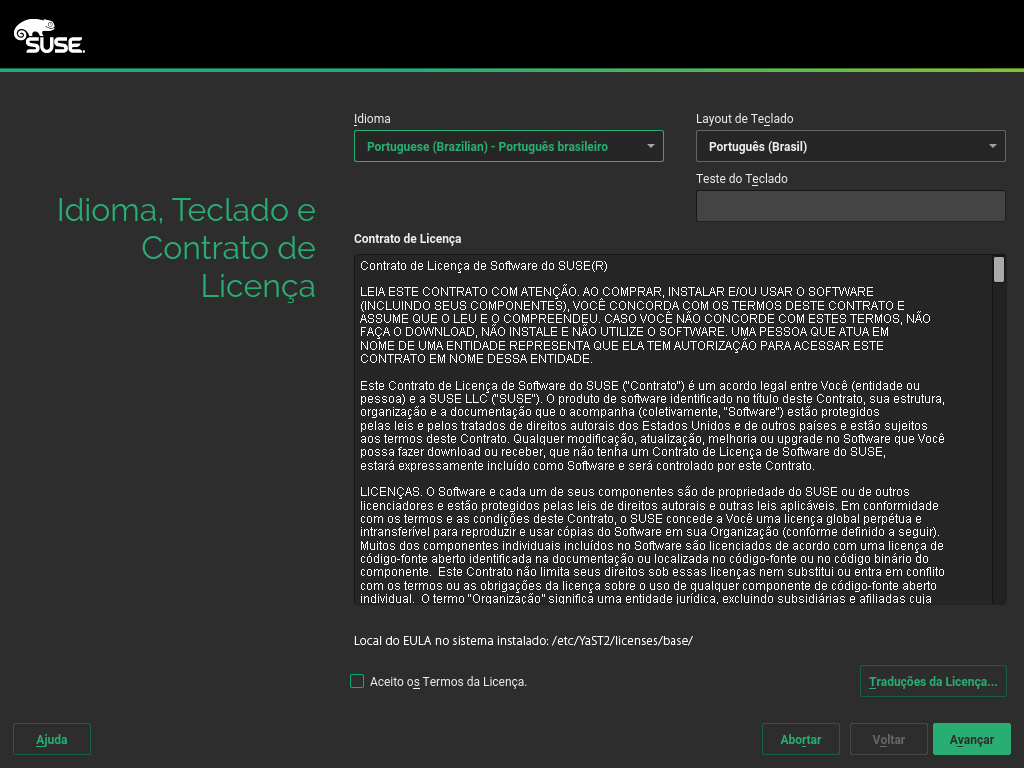 SUSE.
Idioma
Layout de Teclado
Portuguese (Brazilian) - Português brasileiro
Português (Brasil)
Teste do Teclado
Idioma, Teclado e
Contrato de
Licença
Contrato de Licença
Contrato de Licença de Software do SUSE(R)
LEIA ESTE CONTRATO COM ATENÇÃO. AO COMPRAR, INSTALAR E/OU USAR O SOFTWARE
(INCLUINDO SEUS COMPONENTES), VOCÊ CONCORDA COM OS TERMOS DESTE CONTRATO E
ASSUME QUE O LEU E O COMPREENDEU. CASO VOCÊ NÃO CONCORDE COM ESTES TERMOS, NÃO
FAÇA O DOWNLOAD, NÃO INSTALE E NÃO UTILIZE O SOFTWARE. UMA PESSOA QUE ATUA EM
NOME DE UMA ENTIDADE REPRESENTA QUE ELA TEM AUTORIZAÇÃO PARA ACESSAR ESTE
CONTRATO EM NOME DESSA ENTIDADE.
Este Contrato de Licença de Software do SUSE ("Contrato") é um acordo legal entre Você (entidade ou
pessoa) e a SUSE LLC ("SUSE"). O produto de software identificado no título deste Contrato, sua estrutura,
organização e a documentação que o acompanha (coletivamente, "Software") estão protegidos
pelas leis e pelos tratados de direitos autorais dos Estados Unidos e de outros países e estão sujeitos
aos termos deste Contrato. Qualquer modificação, atualização, melhoria ou upgrade no Software que Você
possa fazer download ou receber, que não tenha um Contrato de Licença de Software do SUSE,
estará expressamente incluído como Software e será controlado por este Contrato.
LICENÇAS. O Software e cada um de seus componentes são de propriedade do SUSE ou de outros
licenciadores e estão protegidos pelas leis de direitos autorais e outras leis aplicáveis. Em conformidade
com os termos e as condições deste Contrato, o SUSE concede a Você uma licença global perpétua e
intransferível para reproduzir e usar cópias do Software em sua Organização (conforme definido a seguir).
Muitos dos componentes individuais incluídos no Software são licenciados de acordo com uma licença de
código-fonte aberto identificada na documentação ou localizada no código-fonte ou no código binário do
componente.  Este Contrato não limita seus direitos sob essas licenças nem substitui ou entra em conflito
com os termos ou as obrigações da licença sobre o uso de qualquer componente de código-fonte aberto
individual.  O termo "Organização" significa uma entidade jurídica, excluindo subsidiárias e afiliadas cuja
Local do EULA no sistema instalado: /etc/YaST2/licenses/base/
Aceito os Termos da Licença.
Traduções da Licença...
Ajuda
Abortar
Voltar
Avançar